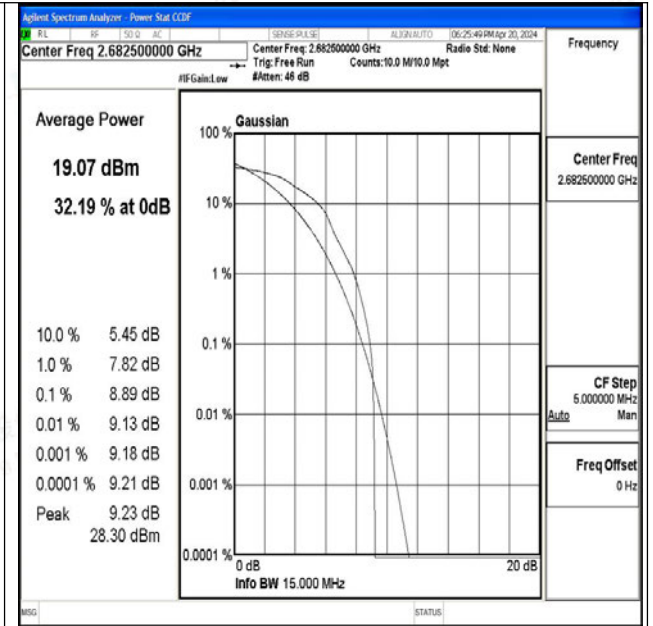 Agilent Spectrum Analyzer - Power Stat CCDF
RL RF 50 Ω AC SENSE:PULSE ALIGN AUTO 06:25:49 PM Apr 20, 2024
Center Freq 2.682500000 GHz
Center Freq: 2.682500000 GHz Radio Std: None
Trig: Free Run Counts:10.0 M/10.0 Mpt
#IFGain:Low #Atten: 46 dB
Frequency
Average Power
19.07 dBm
32.19 % at 0dB
10.0 % 5.45 dB
1.0 % 7.82 dB
0.1 % 8.89 dB
0.01 % 9.13 dB
0.001 % 9.18 dB
0.0001 % 9.21 dB
Peak 9.23 dB
28.30 dBm
Gaussian
100 %
10 %
1 %
0.1 %
0.01 %
0.001 %
0.0001 %
0 dB 20 dB
Info BW 15.000 MHz
Center Freq
2.682500000 GHz
CF Step
5.000000 MHz
Auto Man
Freq Offset
0 Hz
MSG STATUS